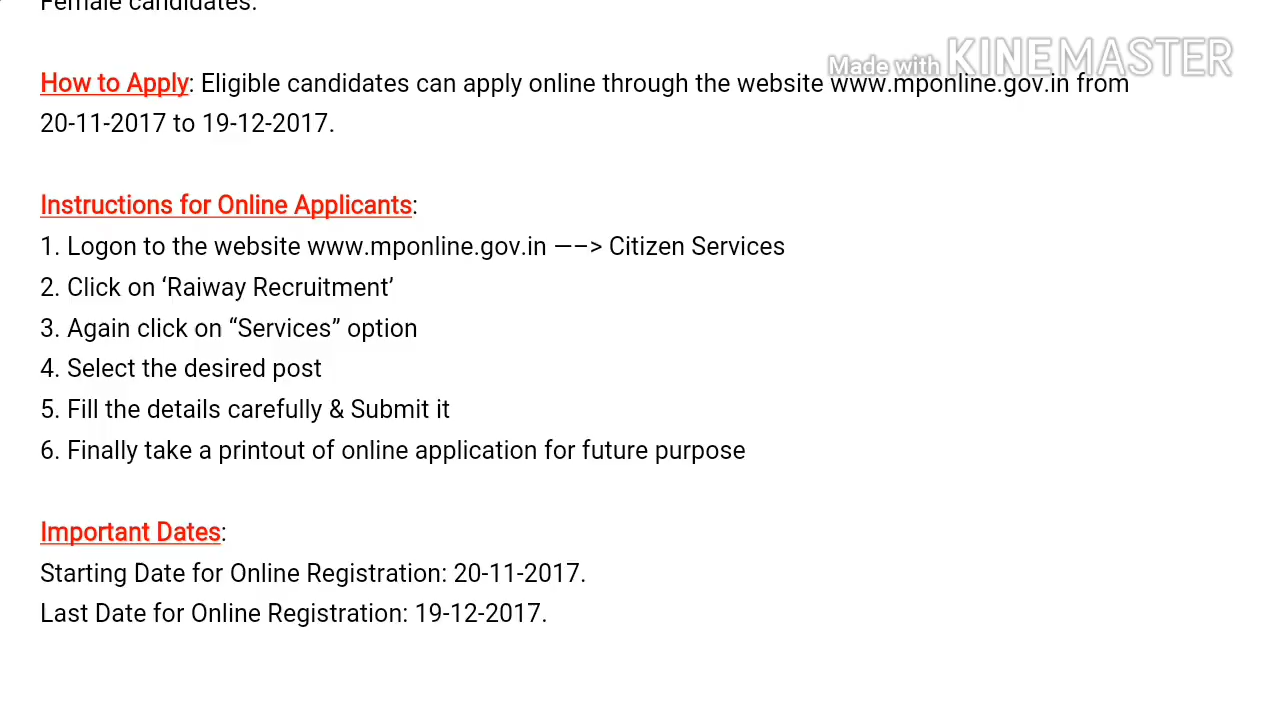 Female candidates.
Made with KINEMASTER
How to Apply: Eligible candidates can apply online through the website www.mponline.gov.in from
20-11-2017 to 19-12-2017.
Instructions for Online Applicants:
1. Logon to the website www.mponline.gov.in —–> Citizen Services
2. Click on ‘Raiway Recruitment’
3. Again click on “Services” option
4. Select the desired post
5. Fill the details carefully & Submit it
6. Finally take a printout of online application for future purpose
Important Dates:
Starting Date for Online Registration: 20-11-2017.
Last Date for Online Registration: 19-12-2017.